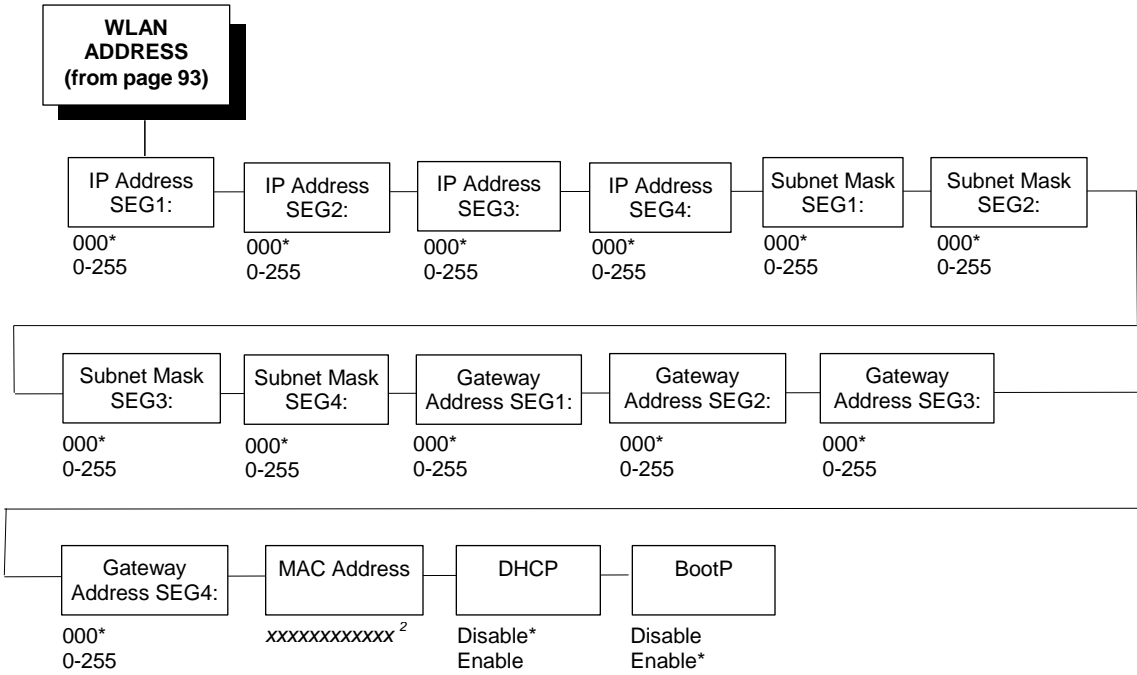 WLAN
ADDRESS
(from page 93)
IP Address
SEG1:
000*
0-255
IP Address
SEG2:
000*
0-255
IP Address
SEG3:
000*
0-255
IP Address
SEG4:
000*
0-255
Subnet Mask
SEG1:
000*
0-255
Subnet Mask
SEG2:
000*
0-255
Subnet Mask
SEG3:
000*
0-255
Subnet Mask
SEG4:
000*
0-255
Gateway
Address SEG1:
000*
0-255
Gateway
Address SEG2:
000*
0-255
Gateway
Address SEG3:
000*
0-255
Gateway
Address SEG4:
000*
0-255
MAC Address
xxxxxxxxxxxx 2
DHCP
Disable*
Enable
BootP
Disable
Enable*